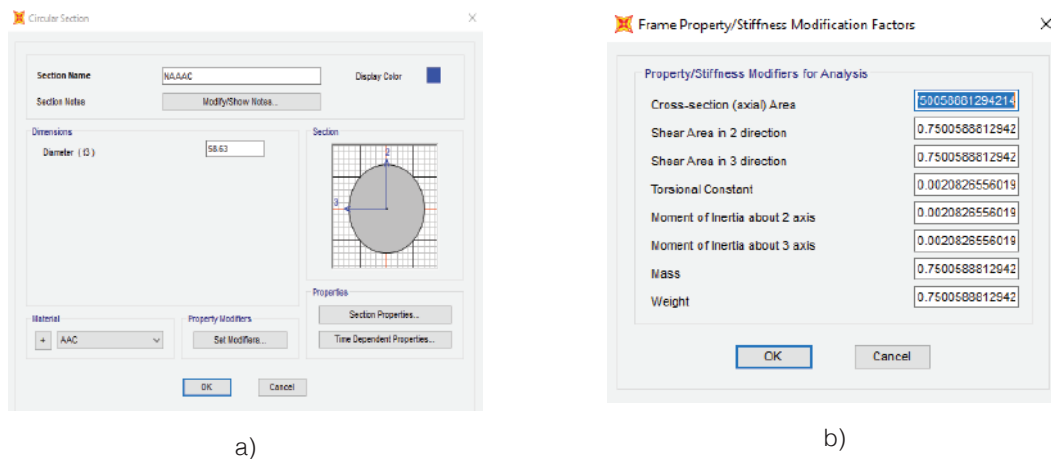 Circular Section
Section Name
NAAAC
Display Color
Section Notes
Modify/Show Notes...
Dimensions
Diameter ( t3 )
58.63
Section
2
3
Properties
Section Properties...
Time Dependent Properties...
Material
+
AAC
Property Modifiers
Set Modifiers...
OK
Cancel
a)
Frame Property/Stiffness Modification Factors
Property/Stiffness Modifiers for Analysis
Cross-section (axial) Area
750058881294214
Shear Area in 2 direction
0.7500588812942
Shear Area in 3 direction
0.7500588812942
Torsional Constant
0.0020826556019
Moment of Inertia about 2 axis
0.0020826556019
Moment of Inertia about 3 axis
0.0020826556019
Mass
0.7500588812942
Weight
0.7500588812942
OK
Cancel
b)